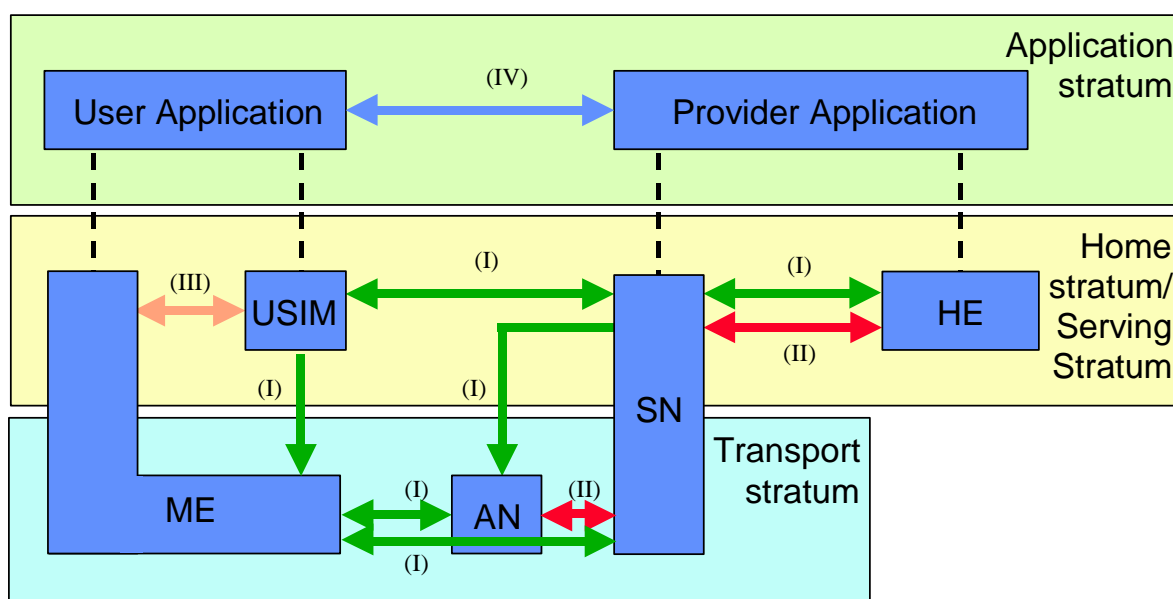 Application
stratum
(IV)
User Application
Provider Application
Home
stratum/
Serving
Stratum
(III)
(I)
(I)
USIM
HE
(II)
(I)
(I)
SN
Transport
stratum
(I)
(II)
ME
AN
(I)